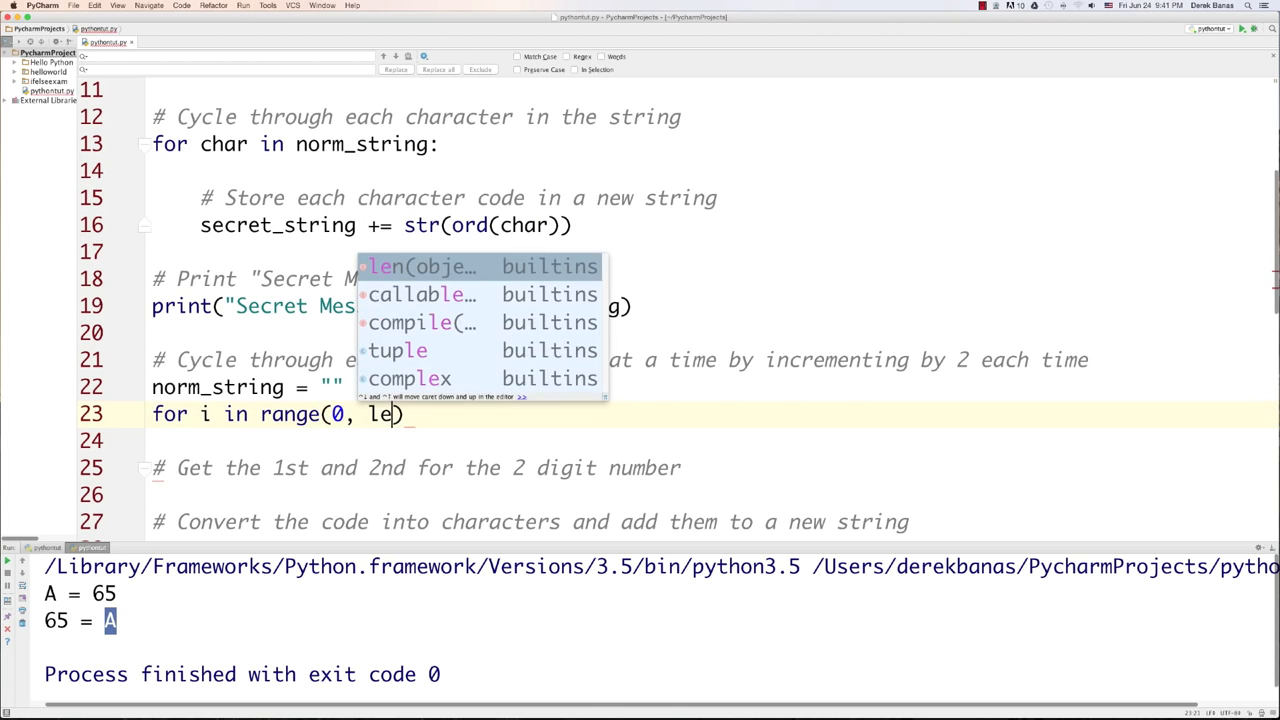 PyCharm File Edit View Navigate Code Refactor Run Tools VCS Window Help
10 Fri Jun 24 9:41 PM Derek Banas
pythontut.py - PycharmProjects - [~/PycharmProjects]
PycharmProjects pythontut.py pythontut
pythontut.py ×
Match Case Regex Words
Replace Replace all Exclude Preserve Case In Selection
PycharmProject
Hello Python
helloworld
ifelseexam
pythontut.py
External Librarie
11
12 # Cycle through each character in the string
13 for char in norm_string:
14
15 # Store each character code in a new string
16 secret_string += str(ord(char))
17
18 # Print "Secret M
19 print("Secret Mes g)
20
21 # Cycle through e at a time by incrementing by 2 each time
22 norm_string = ""
23 for i in range(0, le)
24
25 # Get the 1st and 2nd for the 2 digit number
26
27 # Convert the code into characters and add them to a new string
len(obje… builtins
callable… builtins
compile(… builtins
tuple builtins
complex builtins
^↓ and ^↑ will move caret down and up in the editor >>
Run: pythontut pythontut
/Library/Frameworks/Python.framework/Versions/3.5/bin/python3.5 /Users/derekbanas/PycharmProjects/pytho
A = 65
65 = A
Process finished with exit code 0
23:21 LF÷ UTF-8÷